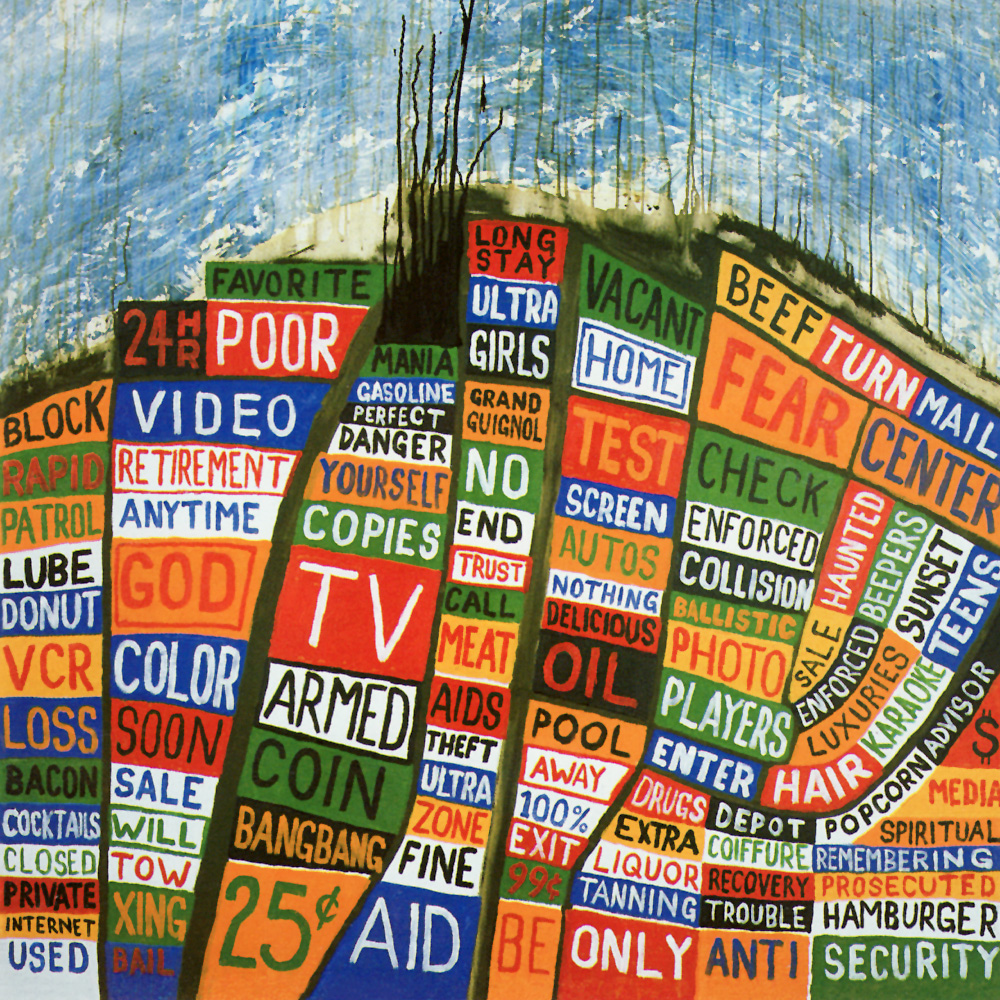 BLOCK
RAPID
PATROL
LUBE
DONUT
VCR
LOSS
BACON
COCKTAILS
CLOSED
PRIVATE
INTERNET
USED
FAVORITE
24HR
POOR
VIDEO
RETIREMENT
ANYTIME
GOD
COLOR
SOON
SALE
WILL
TOW
XING
BAIL
MANIA
GASOLINE
PERFECT
DANGER
YOURSELF
COPIES
TV
ARMED
COIN
BANGBANG
25¢
LONG
STAY
ULTRA
GIRLS
GRAND
GUIGNOL
NO
END
TRUST
CALL
MEAT
AIDS
THEFT
ULTRA
ZONE
FINE
AID
VACANT
HOME
TEST
SCREEN
AUTOS
NOTHING
DELICIOUS
OIL
POOL
AWAY
100%
EXIT
99¢
BE
BEEF
TURN
MAIL
FEAR
CENTER
CHECK
ENFORCED
COLLISION
BALLISTIC
PHOTO
PLAYERS
ENTER
HAIR
SALE
HAUNTED
ENFORCED
BEEPERS
LUXURIES
SUNSET
KARAOKE
TEENS
POPCORN
ADVISOR
$
DRUGS
EXTRA
LIQUOR
TANNING
ONLY
DEPOT
COIFFURE
RECOVERY
TROUBLE
ANTI
MEDIA
SPIRITUAL
REMEMBERING
PROSECUTED
HAMBURGER
SECURITY